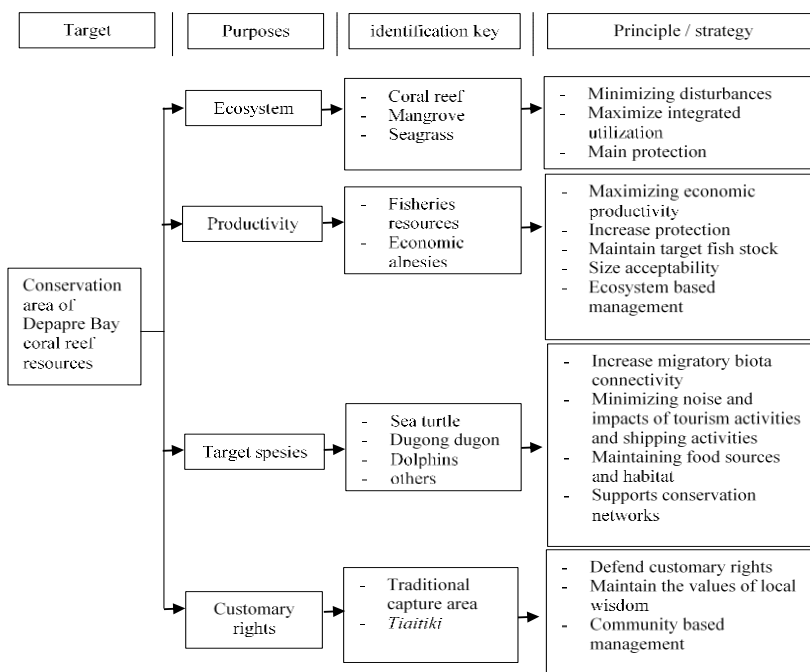 Target
Purposes
identification key
Principle / strategy
Conservation
area of
Depapre Bay
coral reef
resources
Ecosystem
- Coral reef
- Mangrove
- Seagrass
- Minimizing disturbances
- Maximize integrated
utilization
- Main protection
Productivity
- Fisheries
resources
- Economic
alpesies
- Maximizing economic
productivity
- Increase protection
- Maintain target fish stock
- Size acceptability
- Ecosystem based
management
Target spesies
- Sea turtle
- Dugong dugon
- Dolphins
- others
- Increase migratory biota
connectivity
- Minimizing noise and
impacts of tourism activities
and shipping activities
- Maintaining food sources
and habitat
- Supports conservation
networks
Customary
rights
- Traditional
capture area
- Tiaitiki
- Defend customary rights
- Maintain the values of local
wisdom
- Community based
management